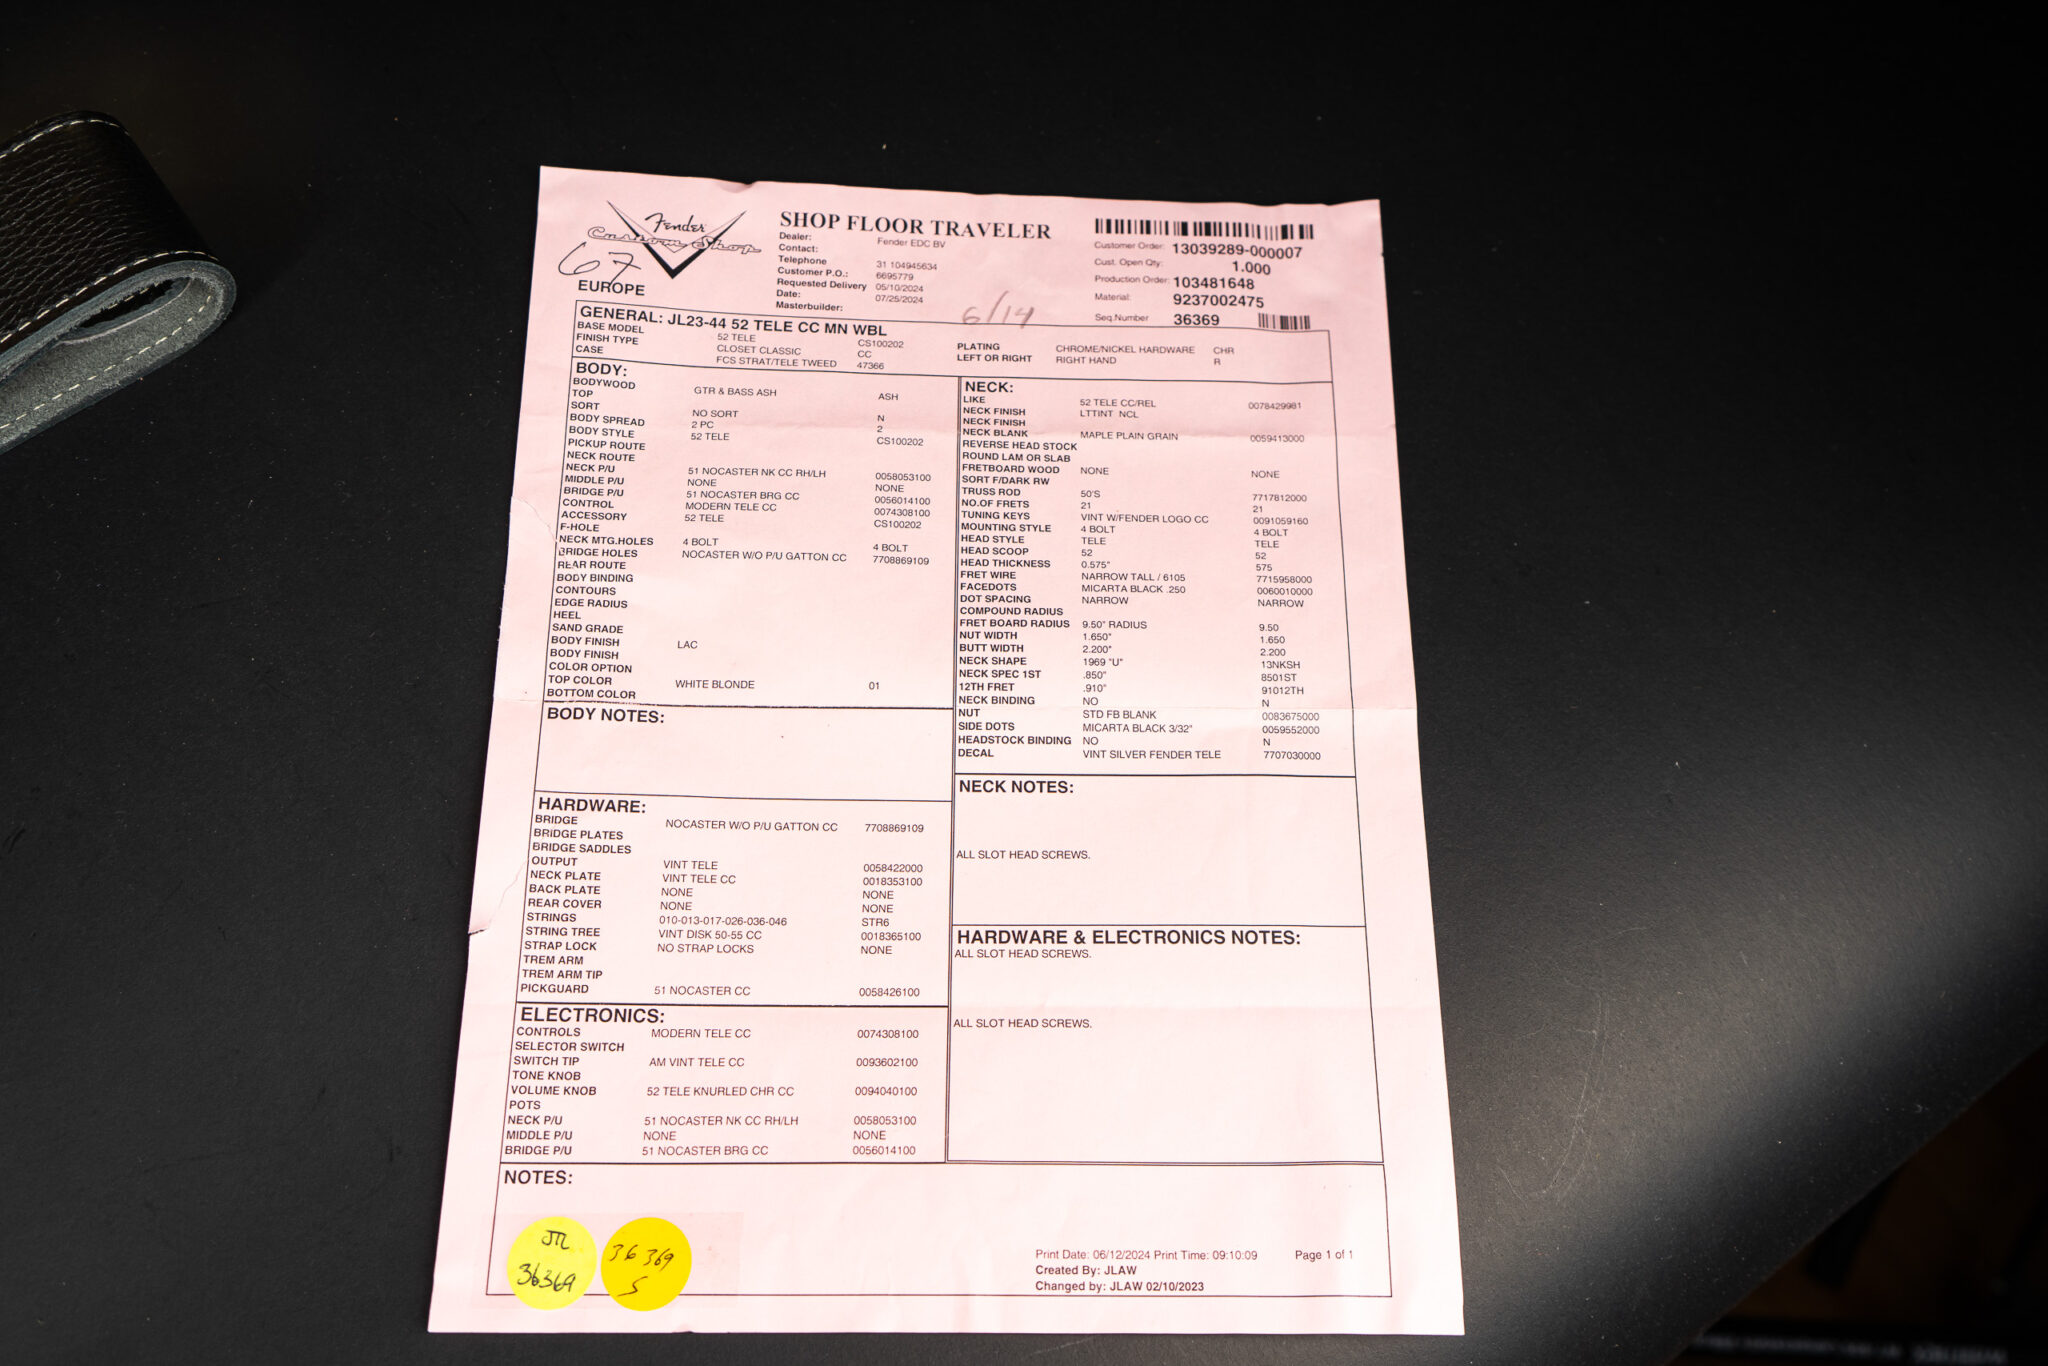 Fender
Custom Shop
67
EUROPE
SHOP FLOOR TRAVELER
Dealer: Fender EDC BV
Contact:
Telephone 31 104945634
Customer P.O.: 6695779
Requested Delivery 05/10/2024
Date: 07/25/2024
Masterbuilder:
6/14
Customer Order: 13039289-000007
Cust. Open Qty: 1.000
Production Order: 103481648
Material: 9237002475
Seq.Number 36369
GENERAL: JL23-44 52 TELE CC MN WBL
BASE MODEL 52 TELE CS100202
FINISH TYPE CLOSET CLASSIC CC
CASE FCS STRAT/TELE TWEED 47366
PLATING CHROME/NICKEL HARDWARE CHR
LEFT OR RIGHT RIGHT HAND R
BODY:
BODYWOOD GTR & BASS ASH ASH
TOP
SORT NO SORT N
BODY SPREAD 2 PC 2
BODY STYLE 52 TELE CS100202
PICKUP ROUTE
NECK ROUTE
NECK P/U 51 NOCASTER NK CC RH/LH 0058053100
MIDDLE P/U NONE NONE
BRIDGE P/U 51 NOCASTER BRG CC 0056014100
CONTROL MODERN TELE CC 0074308100
ACCESSORY 52 TELE CS100202
F-HOLE
NECK MTG.HOLES 4 BOLT 4 BOLT
BRIDGE HOLES NOCASTER W/O P/U GATTON CC 7708869109
REAR ROUTE
BODY BINDING
CONTOURS
EDGE RADIUS
HEEL
SAND GRADE
BODY FINISH LAC
BODY FINISH
COLOR OPTION
TOP COLOR WHITE BLONDE 01
BOTTOM COLOR
BODY NOTES:
HARDWARE:
BRIDGE NOCASTER W/O P/U GATTON CC 7708869109
BRIDGE PLATES
BRIDGE SADDLES
OUTPUT VINT TELE 0058422000
NECK PLATE VINT TELE CC 0018353100
BACK PLATE NONE NONE
REAR COVER NONE NONE
STRINGS 010-013-017-026-036-046 STR6
STRING TREE VINT DISK 50-55 CC 0018365100
STRAP LOCK NO STRAP LOCKS NONE
TREM ARM
TREM ARM TIP
PICKGUARD 51 NOCASTER CC 0058426100
ELECTRONICS:
CONTROLS MODERN TELE CC 0074308100
SELECTOR SWITCH
SWITCH TIP AM VINT TELE CC 0093602100
TONE KNOB
VOLUME KNOB 52 TELE KNURLED CHR CC 0094040100
POTS
NECK P/U 51 NOCASTER NK CC RH/LH 0058053100
MIDDLE P/U NONE NONE
BRIDGE P/U 51 NOCASTER BRG CC 0056014100
NECK:
LIKE 52 TELE CC/REL 0078429981
NECK FINISH LTTINT NCL
NECK FINISH
NECK BLANK MAPLE PLAIN GRAIN 0059413000
REVERSE HEAD STOCK
ROUND LAM OR SLAB
FRETBOARD WOOD NONE NONE
SORT F/DARK RW
TRUSS ROD 50'S 7717812000
NO.OF FRETS 21 21
TUNING KEYS VINT W/FENDER LOGO CC 0091059160
MOUNTING STYLE 4 BOLT 4 BOLT
HEAD STYLE TELE TELE
HEAD SCOOP 52 52
HEAD THICKNESS 0.575" 575
FRET WIRE NARROW TALL / 6105 7715958000
FACEDOTS MICARTA BLACK .250 0060010000
DOT SPACING NARROW NARROW
COMPOUND RADIUS
FRET BOARD RADIUS 9.50" RADIUS 9.50
NUT WIDTH 1.650" 1.650
BUTT WIDTH 2.200" 2.200
NECK SHAPE 1969 "U" 13NKSH
NECK SPEC 1ST .850" 8501ST
12TH FRET .910" 91012TH
NECK BINDING NO N
NUT STD FB BLANK 0083675000
SIDE DOTS MICARTA BLACK 3/32" 0059552000
HEADSTOCK BINDING NO N
DECAL VINT SILVER FENDER TELE 7707030000
NECK NOTES:
ALL SLOT HEAD SCREWS.
HARDWARE & ELECTRONICS NOTES:
ALL SLOT HEAD SCREWS.
ALL SLOT HEAD SCREWS.
NOTES:
JL
36369
36369
S
Print Date: 06/12/2024 Print Time: 09:10:09 Page 1 of 1
Created By: JLAW
Changed by: JLAW 02/10/2023